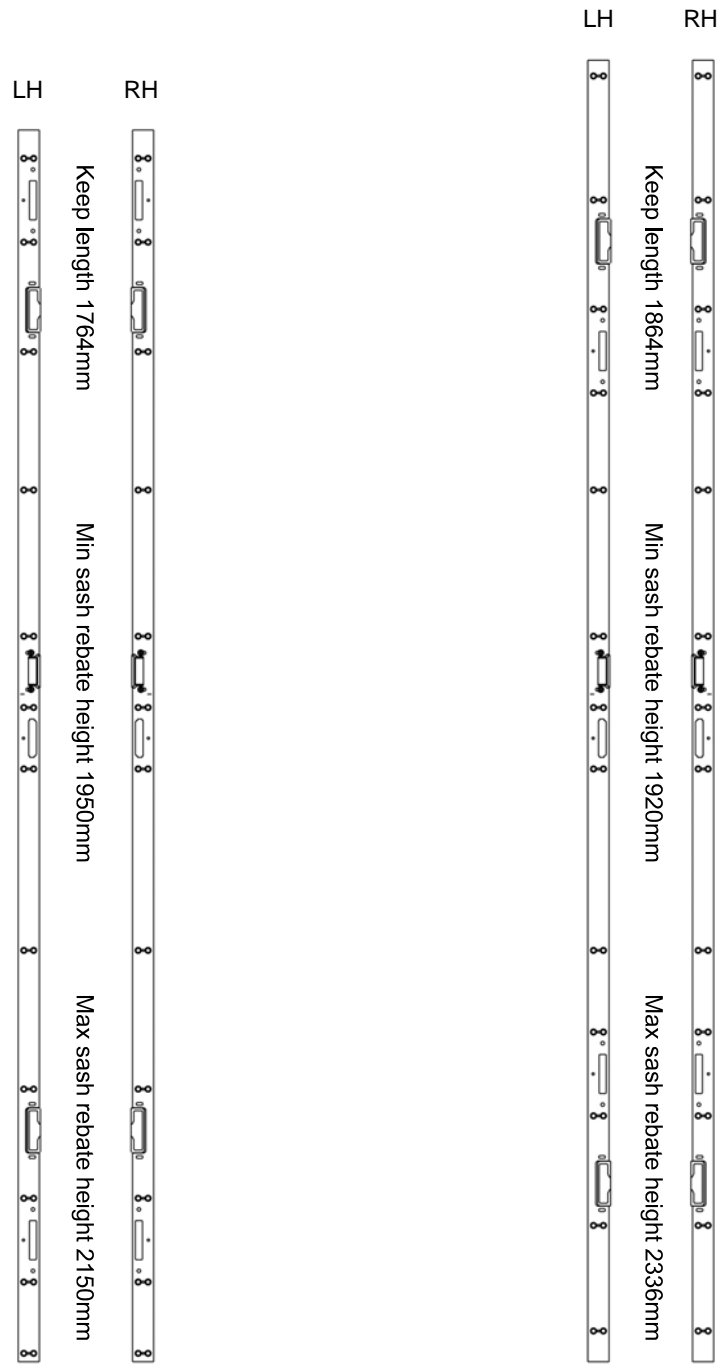 LH
RH
Keep length 1764mm
Min sash rebate height 1950mm
Max sash rebate height 2150mm
LH
RH
Keep length 1864mm
Min sash rebate height 1920mm
Max sash rebate height 2336mm